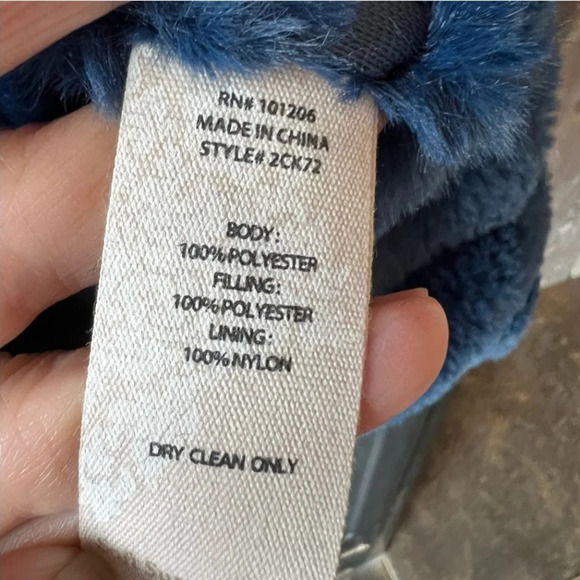 RN# 101206
MADE IN CHINA
STYLE# 2CK72
BODY:
100% POLYESTER
FILLING:
100% POLYESTER
LINING:
100% NYLON
DRY CLEAN ONLY